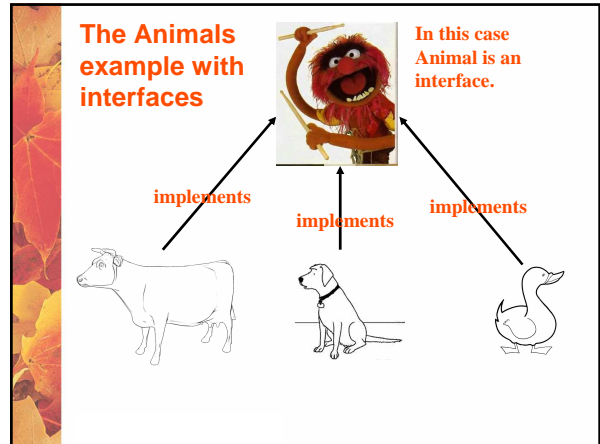 The Animals
example with
interfaces
In this case
Animal is an
interface.
implements
implements
implements